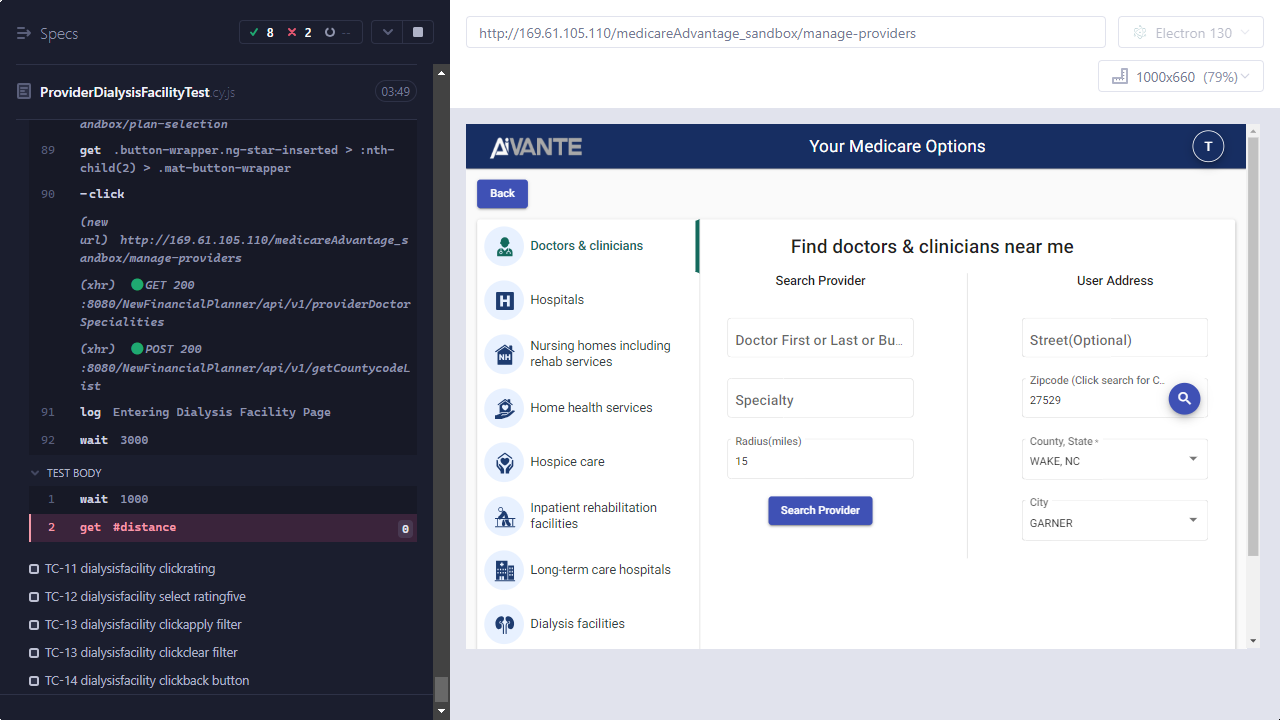 Specs
8
2
--
ProviderDialysisFacilityTest.cy.js
03:49
andbox/plan-selection
89 get .button-wrapper.ng-star-inserted > :nth-
child(2) > .mat-button-wrapper
90 -click
(new
url) http://169.61.105.110/medicareAdvantage_s
andbox/manage-providers
(xhr) GET 200
:8080/NewFinancialPlanner/api/v1/providerDoctor
Specialities
(xhr) POST 200
:8080/NewFinancialPlanner/api/v1/getCountycodeL
ist
91 log Entering Dialysis Facility Page
92 wait 3000
TEST BODY
1 wait 1000
2 get #distance 0
TC-11 dialysisfacility clickrating
TC-12 dialysisfacility select ratingfive
TC-13 dialysisfacility clickapply filter
TC-13 dialysisfacility clickclear filter
TC-14 dialysisfacility clickback button
http://169.61.105.110/medicareAdvantage_sandbox/manage-providers
Electron 130
1000x660 (79%)
AiVANTE
Your Medicare Options
T
Back
Doctors & clinicians
Hospitals
Nursing homes including
rehab services
NH
Home health services
Hospice care
Inpatient rehabilitation
facilities
Long-term care hospitals
Dialysis facilities
Find doctors & clinicians near me
Search Provider
Doctor First or Last or Bu...
Specialty
Radius(miles)
15
Search Provider
User Address
Street(Optional)
Zipcode (Click search for C..
27529
County, State *
WAKE, NC
City
GARNER